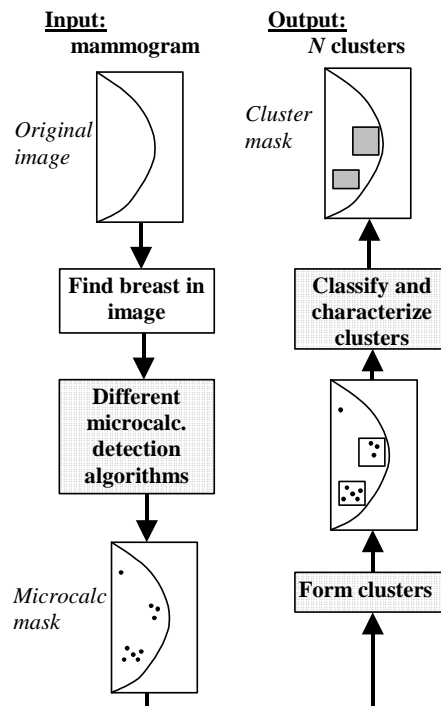 Input:
mammogram
Original
image
Find breast in
image
Different
microcalc.
detection
algorithms
Microcalc
mask
Output:
N clusters
Cluster
mask
Classify and
characterize
clusters
Form clusters